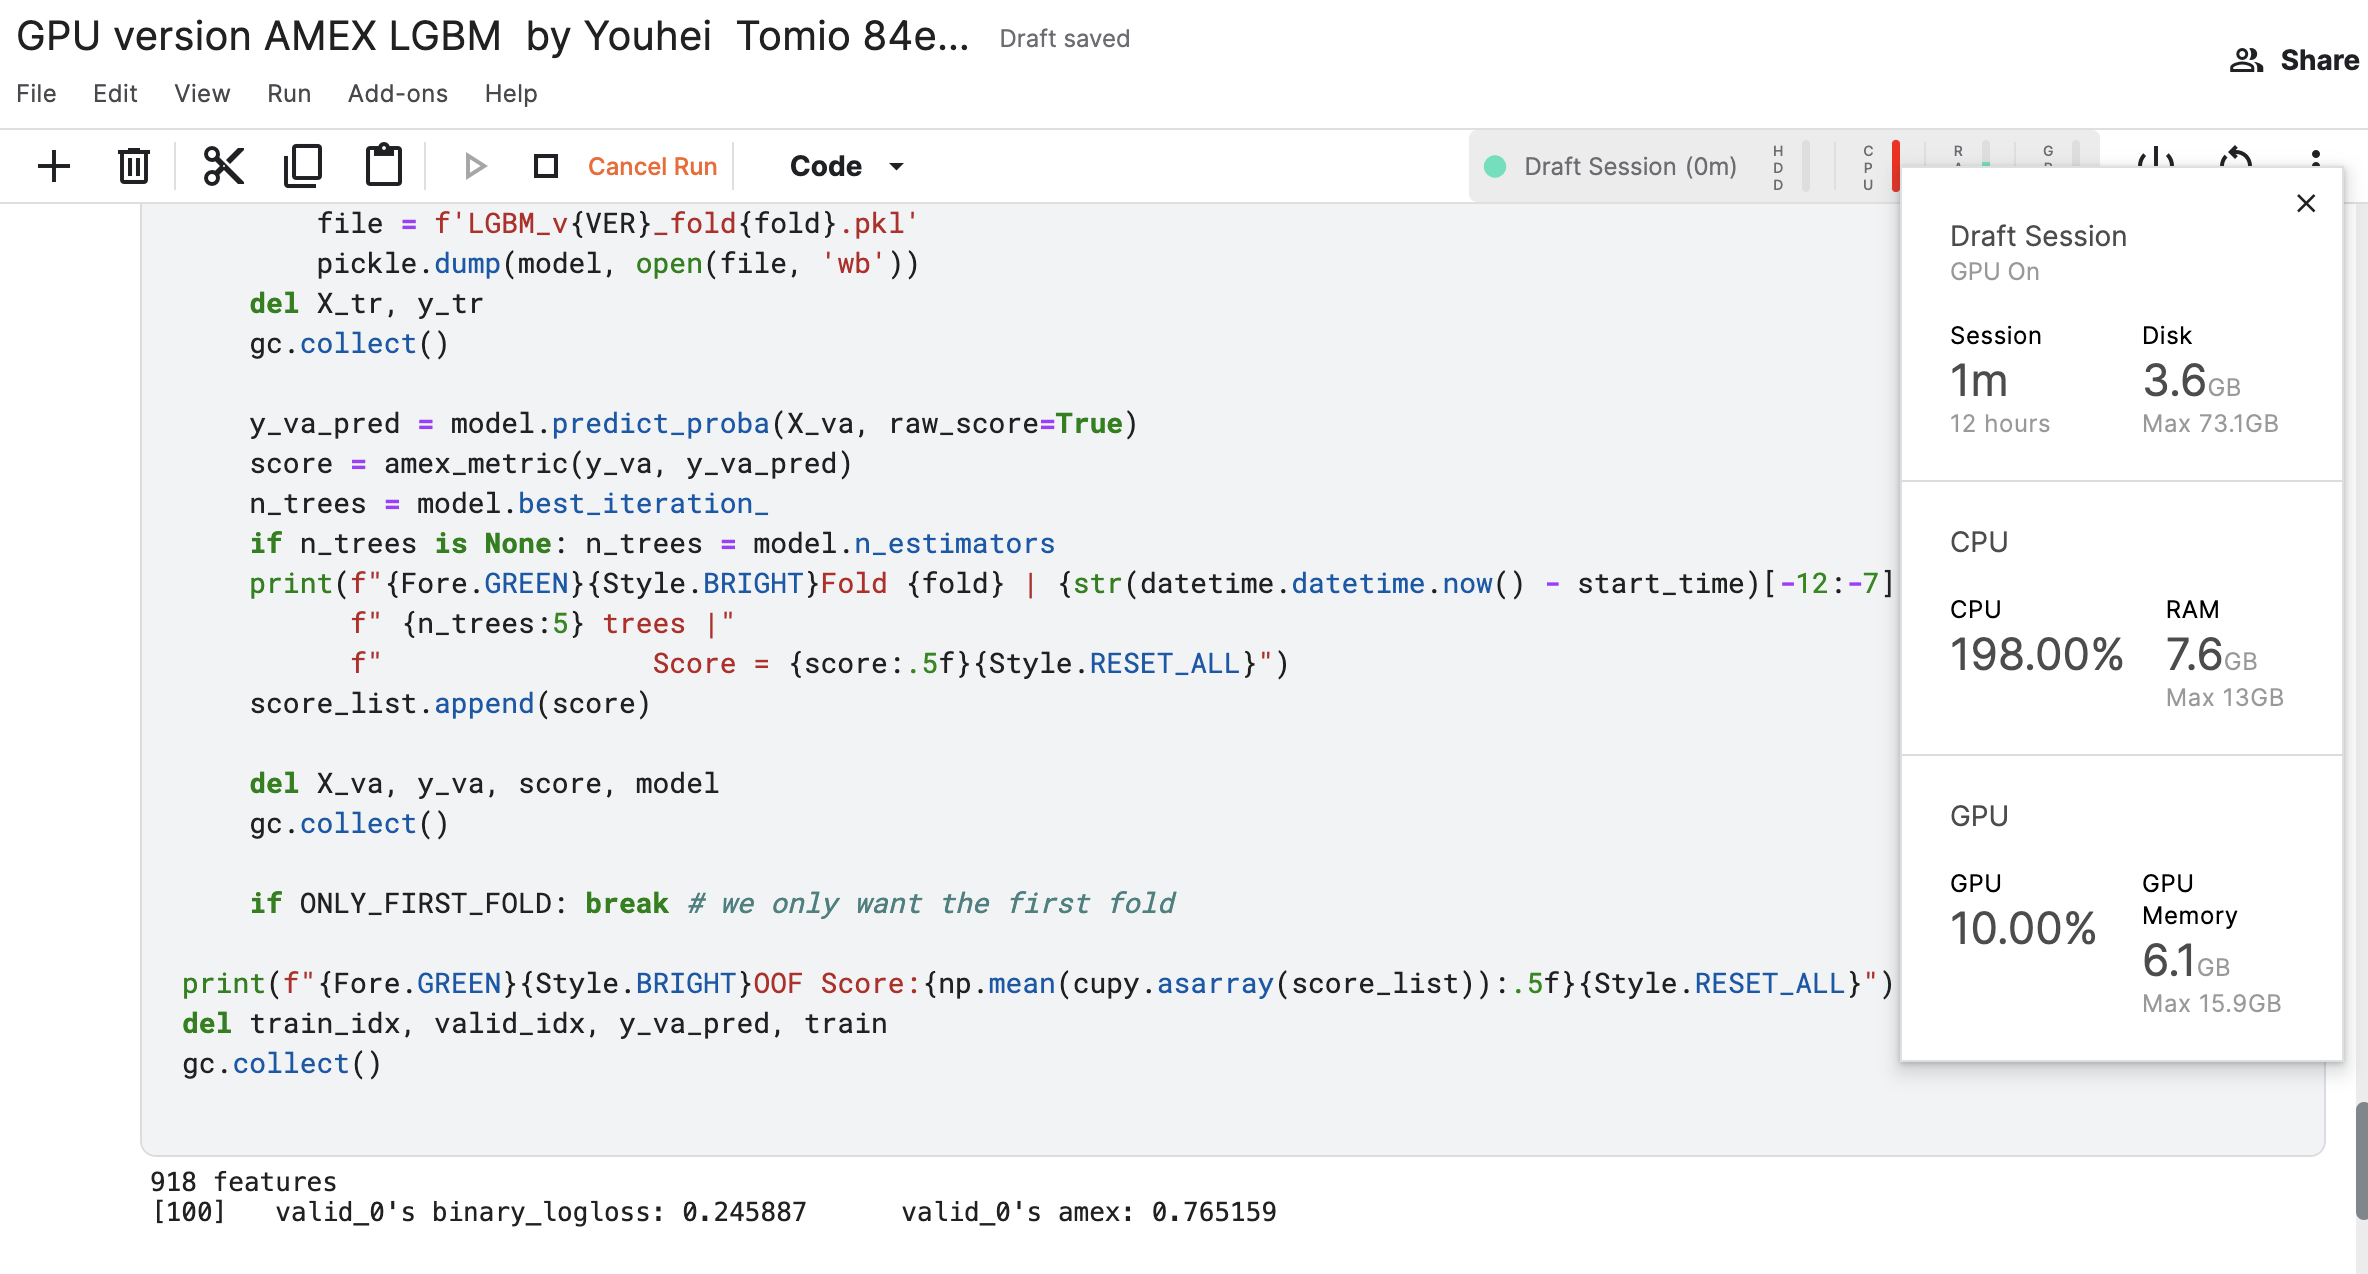 GPU version AMEX LGBM  by Youhei  Tomio 84e...
Draft saved
Share
File Edit View Run Add-ons Help
Cancel Run
Code
Draft Session (0m)
HDD
CPU
    file = f'LGBM_v{VER}_fold{fold}.pkl'
    pickle.dump(model, open(file, 'wb'))
del X_tr, y_tr
gc.collect()
y_va_pred = model.predict_proba(X_va, raw_score=True)
score = amex_metric(y_va, y_va_pred)
n_trees = model.best_iteration_
if n_trees is None: n_trees = model.n_estimators
print(f"{Fore.GREEN}{Style.BRIGHT}Fold {fold} | {str(datetime.datetime.now() - start_time)[-12:-7]
      f" {n_trees:5} trees |"
      f"                Score = {score:.5f}{Style.RESET_ALL}")
score_list.append(score)
del X_va, y_va, score, model
gc.collect()
if ONLY_FIRST_FOLD: break # we only want the first fold
print(f"{Fore.GREEN}{Style.BRIGHT}OOF Score:{np.mean(cupy.asarray(score_list)):.5f}{Style.RESET_ALL}")
del train_idx, valid_idx, y_va_pred, train
gc.collect()
918 features
[100]   valid_0's binary_logloss: 0.245887      valid_0's amex: 0.765159
Draft Session
GPU On
Session
1m
12 hours
Disk
3.6GB
Max 73.1GB
CPU
CPU
198.00%
RAM
7.6GB
Max 13GB
GPU
GPU
10.00%
GPU
Memory
6.1GB
Max 15.9GB